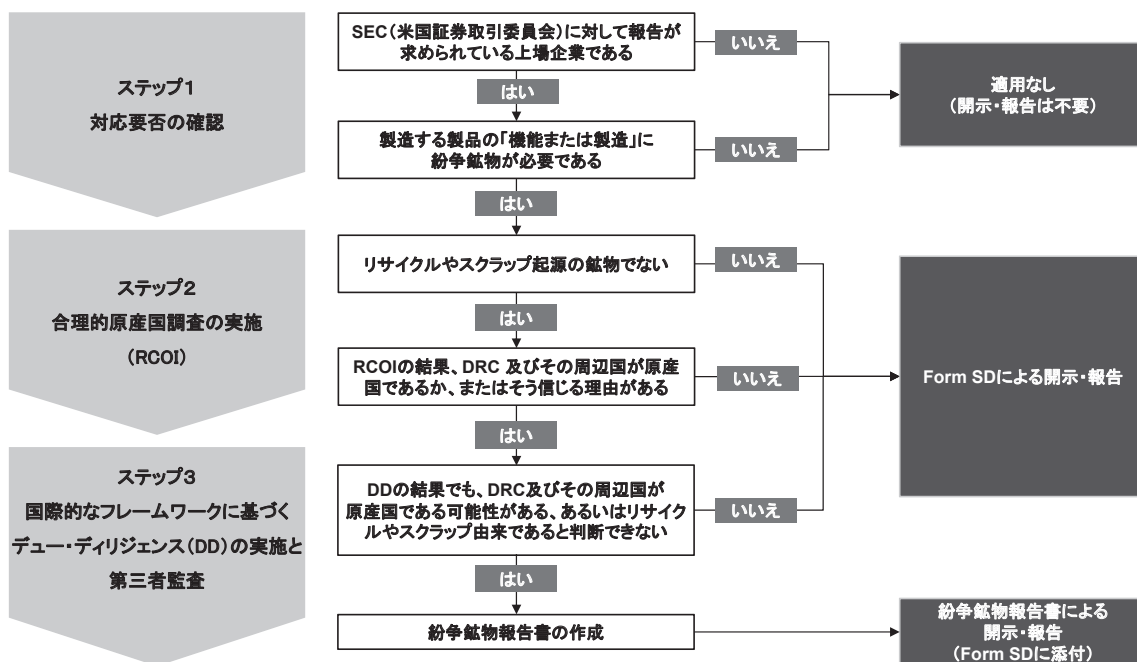 SEC(米国証券取引委員会)に対して報告が
求められている上場企業である
いいえ
ステップ1
対応要否の確認
はい
適用なし
(開示・報告は不要)
製造する製品の「機能または製造」に
紛争鉱物が必要である
いいえ
はい
ステップ2
合理的原産国調査の実施
(RCOI)
リサイクルやスクラップ起源の鉱物でない
いいえ
はい
RCOIの結果、DRC 及びその周辺国が原産
国であるか、またはそう信じる理由がある
いいえ
Form SDによる開示・報告
はい
ステップ3
国際的なフレームワークに基づく
デュー・ディリジェンス(DD)の実施と
第三者監査
DDの結果でも、DRC及びその周辺国が
原産国である可能性がある、あるいはリサイク
ルやスクラップ由来であると判断できない
いいえ
はい
紛争鉱物報告書の作成
紛争鉱物報告書による
開示・報告
(Form SDに添付)